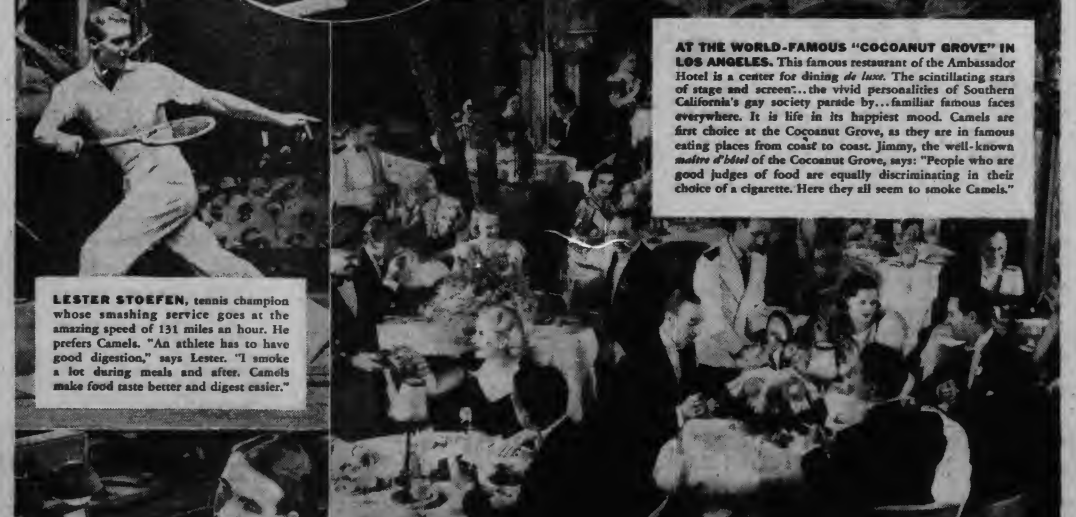 AT THE WORLD-FAMOUS "COCOANUT GROVE" IN
LOS ANGELES. This famous restaurant of the Ambassador
Hotel is a center for dining de luxe. The scintillating stars
of stage and screen... the vivid personalities of Southern
California's gay society parade by...familiar famous faces
everywhere. It is life in its happiest mood. Camels are
first choice at the Cocoanut Grove, as they are in famous
eating places from coast to coast. Jimmy, the well-known
maître d'hôtel of the Cocoanut Grove, says: "People who are
good judges of food are equally discriminating in their
choice of a cigarette. Here they all seem to smoke Camels."
LESTER STOEFEN, tennis champion
whose smashing service goes at the
amazing speed of 131 miles an hour. He
prefers Camels. "An athlete has to have
good digestion," says Lester. "I smoke
a lot during meals and after. Camels
make food taste better and digest easier."